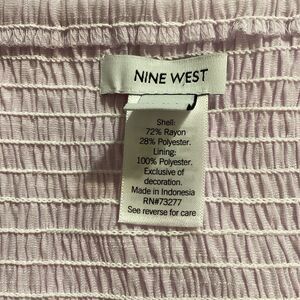 NINE WEST
Shell:
72% Rayon
28% Polyester.
Lining:
100% Polyester.
Exclusive of
decoration.
Made in Indonesia
RN#73277
See reverse for care